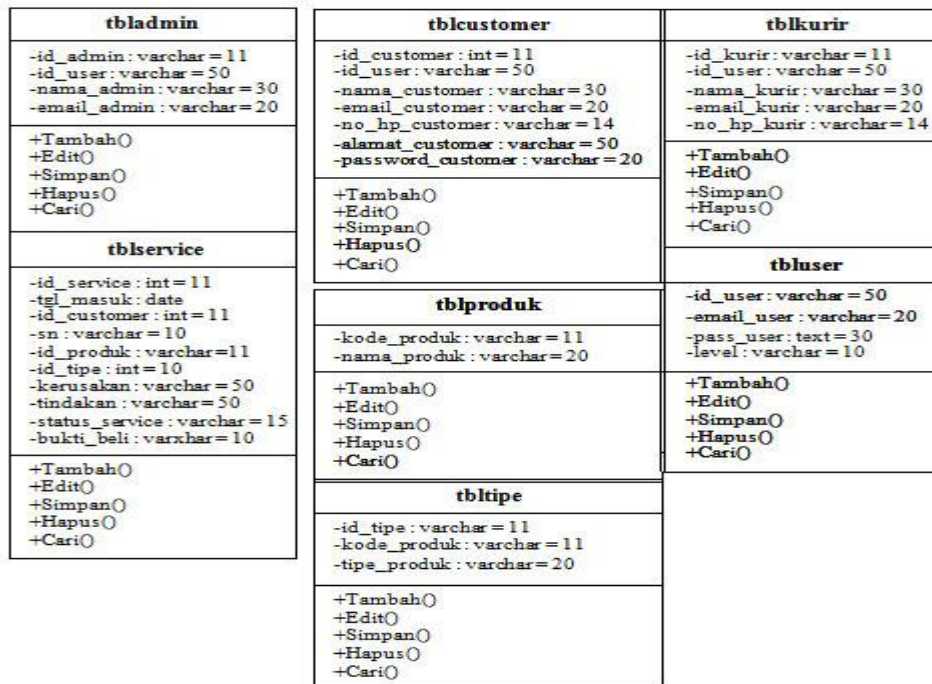 tbladmin
-id_admin: varchar=11
-id_user: varchar=50
-nama_admin: varchar=30
-email_admin: varchar=20
+Tambah()
+Edit()
+Simpan()
+Hapus()
+Cari()
tblservice
-id_service: int=11
-tgl_masuk: date
-id_customer: int=11
-sn: varchar=10
-id_produk: varchar=11
-id_tipe: int=10
-kerusakan: varchar=50
-tindakan: varchar=50
-status_service: varchar=15
-bukti_beli: varxhar=10
+Tambah()
+Edit()
+Simpan()
+Hapus()
+Cari()
tblcustomer
-id_customer: int=11
-id_user: varchar=50
-nama_customer: varchar=30
-email_customer: varchar=20
-no_hp_customer: varchar=14
-alamat_customer: varchar=50
-password_customer: varchar=20
+Tambah()
+Edit()
+Simpan()
+Hapus()
+Cari()
tblproduk
-kode_produk: varchar=11
-nama_produk: varchar=20
+Tambah()
+Edit()
+Simpan()
+Hapus()
+Cari()
tbltipe
-id_tipe: varchar=11
-kode_produk: varchar=11
-tipe_produk: varchar=20
+Tambah()
+Edit()
+Simpan()
+Hapus()
+Cari()
tblkurir
-id_kurir: varchar=11
-id_user: varchar=50
-nama_kurir: varchar=30
-email_kurir: varchar=20
-no_hp_kurir: varchar=14
+Tambah()
+Edit()
+Simpan()
+Hapus()
+Cari()
tbluser
-id_user: varchar=50
-email_user: varchar=20
-pass_user: text=30
-level: varchar=10
+Tambah()
+Edit()
+Simpan()
+Hapus()
+Cari()